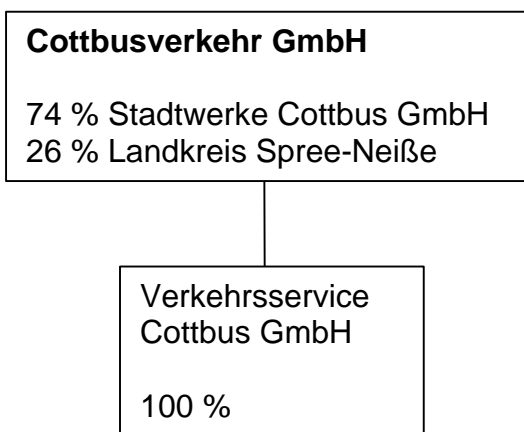 Cottbusverkehr GmbH
74 % Stadtwerke Cottbus GmbH
26 % Landkreis Spree-Neiße
Verkehrsservice
Cottbus GmbH
100 %